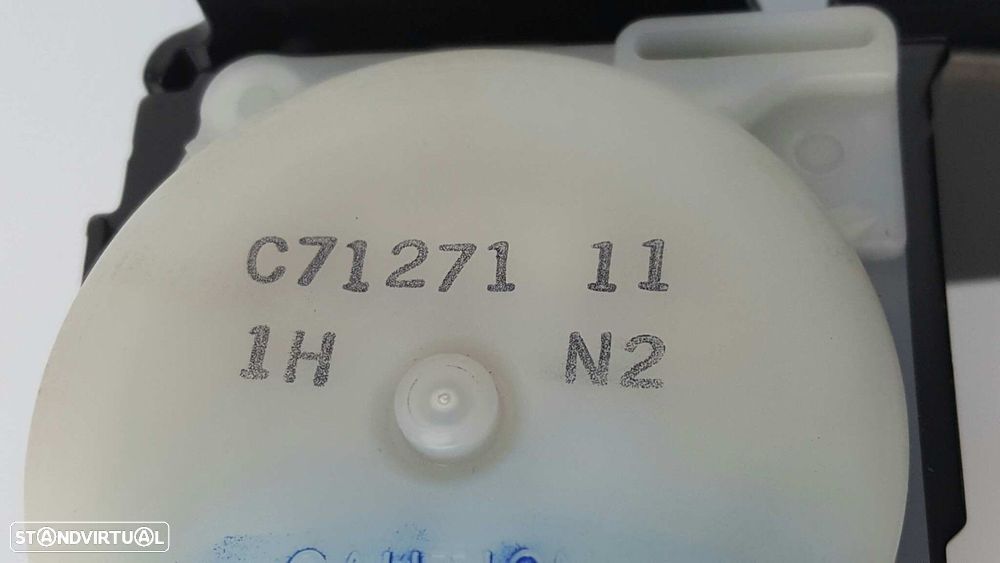 C71271 11
1H N2
STANDVIRTUAL